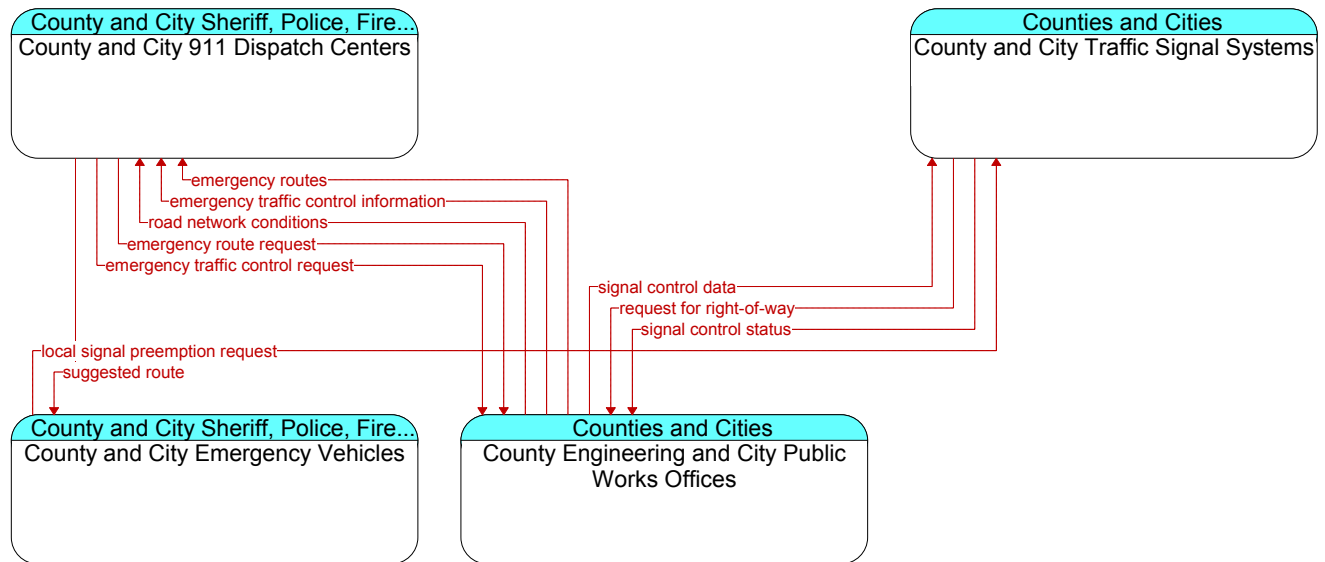 County and City Sheriff, Police, Fire...
County and City 911 Dispatch Centers
Counties and Cities
County and City Traffic Signal Systems
emergency routes
emergency traffic control information
road network conditions
emergency route request
emergency traffic control request
signal control data
request for right-of-way
signal control status
local signal preemption request
suggested route
County and City Sheriff, Police, Fire...
County and City Emergency Vehicles
Counties and Cities
County Engineering and City Public
Works Offices